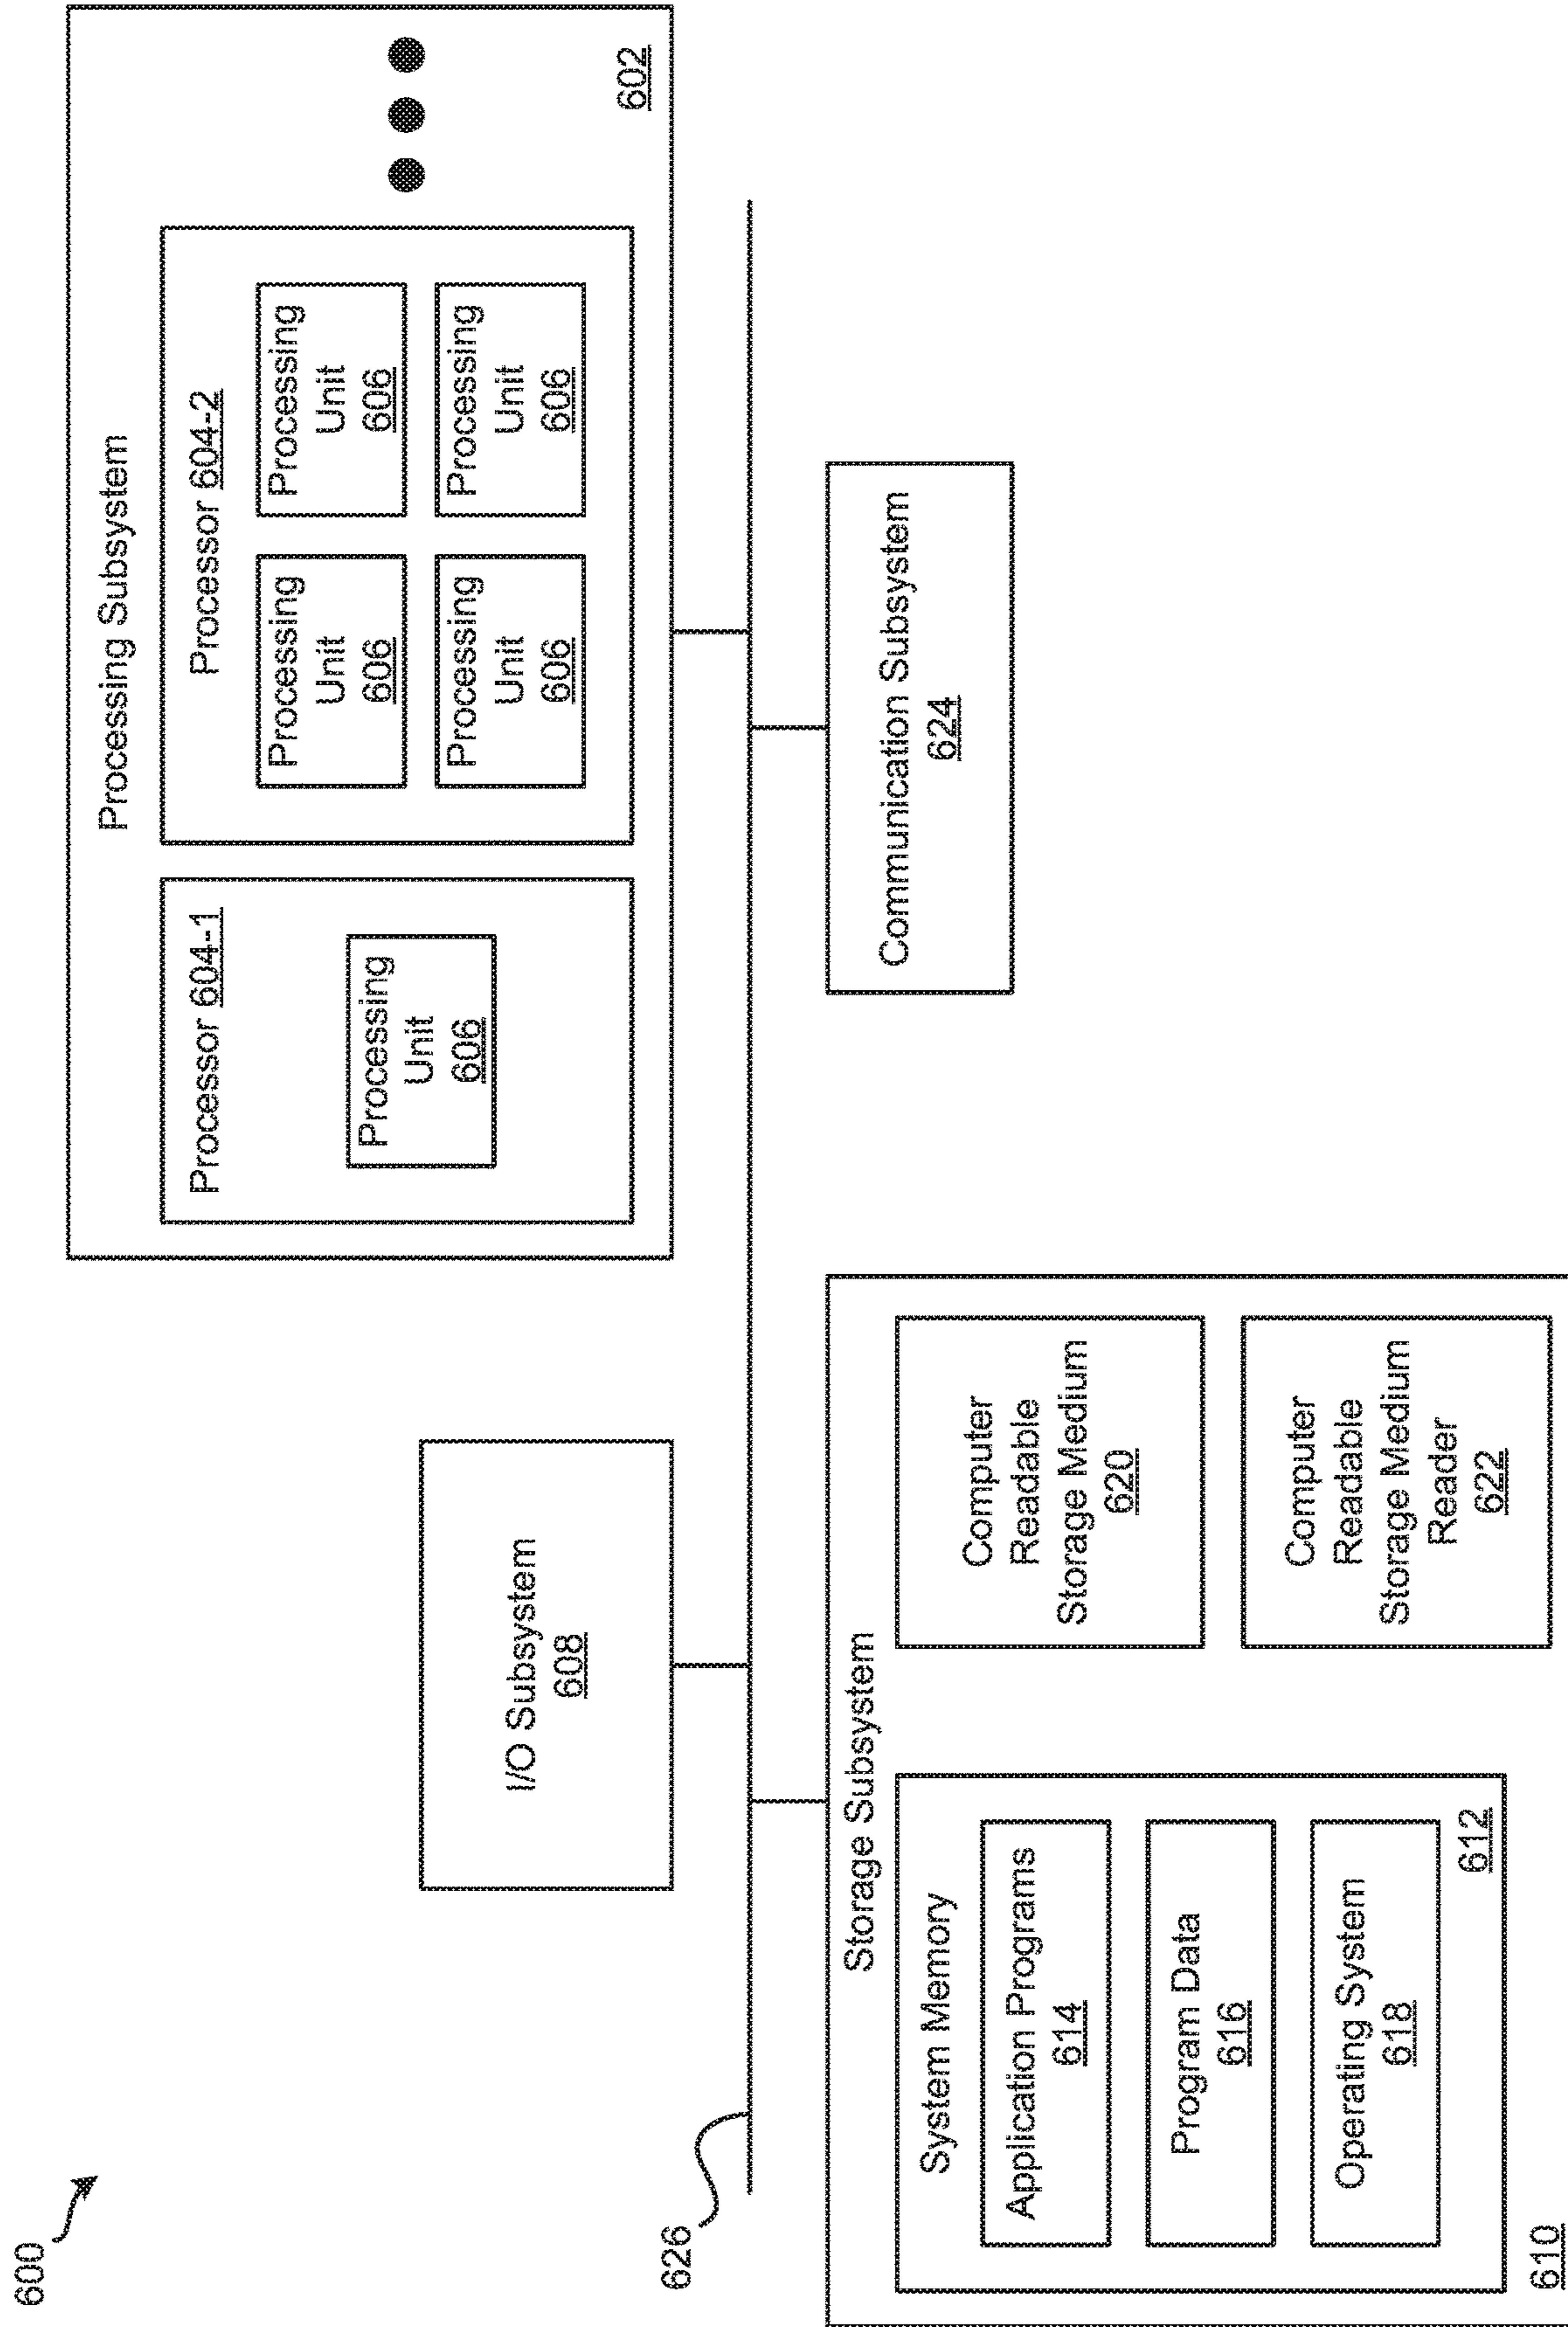 600
Processing Subsystem
Processor 604-1
Processing
Unit
606
Processor 604-2
Processing
Unit
606
Processing
Unit
606
Processing
Unit
606
Processing
Unit
606
602
I/O Subsystem
608
626
Storage Subsystem
System Memory
Application Programs
614
Program Data
616
Operating System
618
612
Computer
Readable
Storage Medium
620
Computer
Readable
Storage Medium
Reader
622
610
Communication Subsystem
624